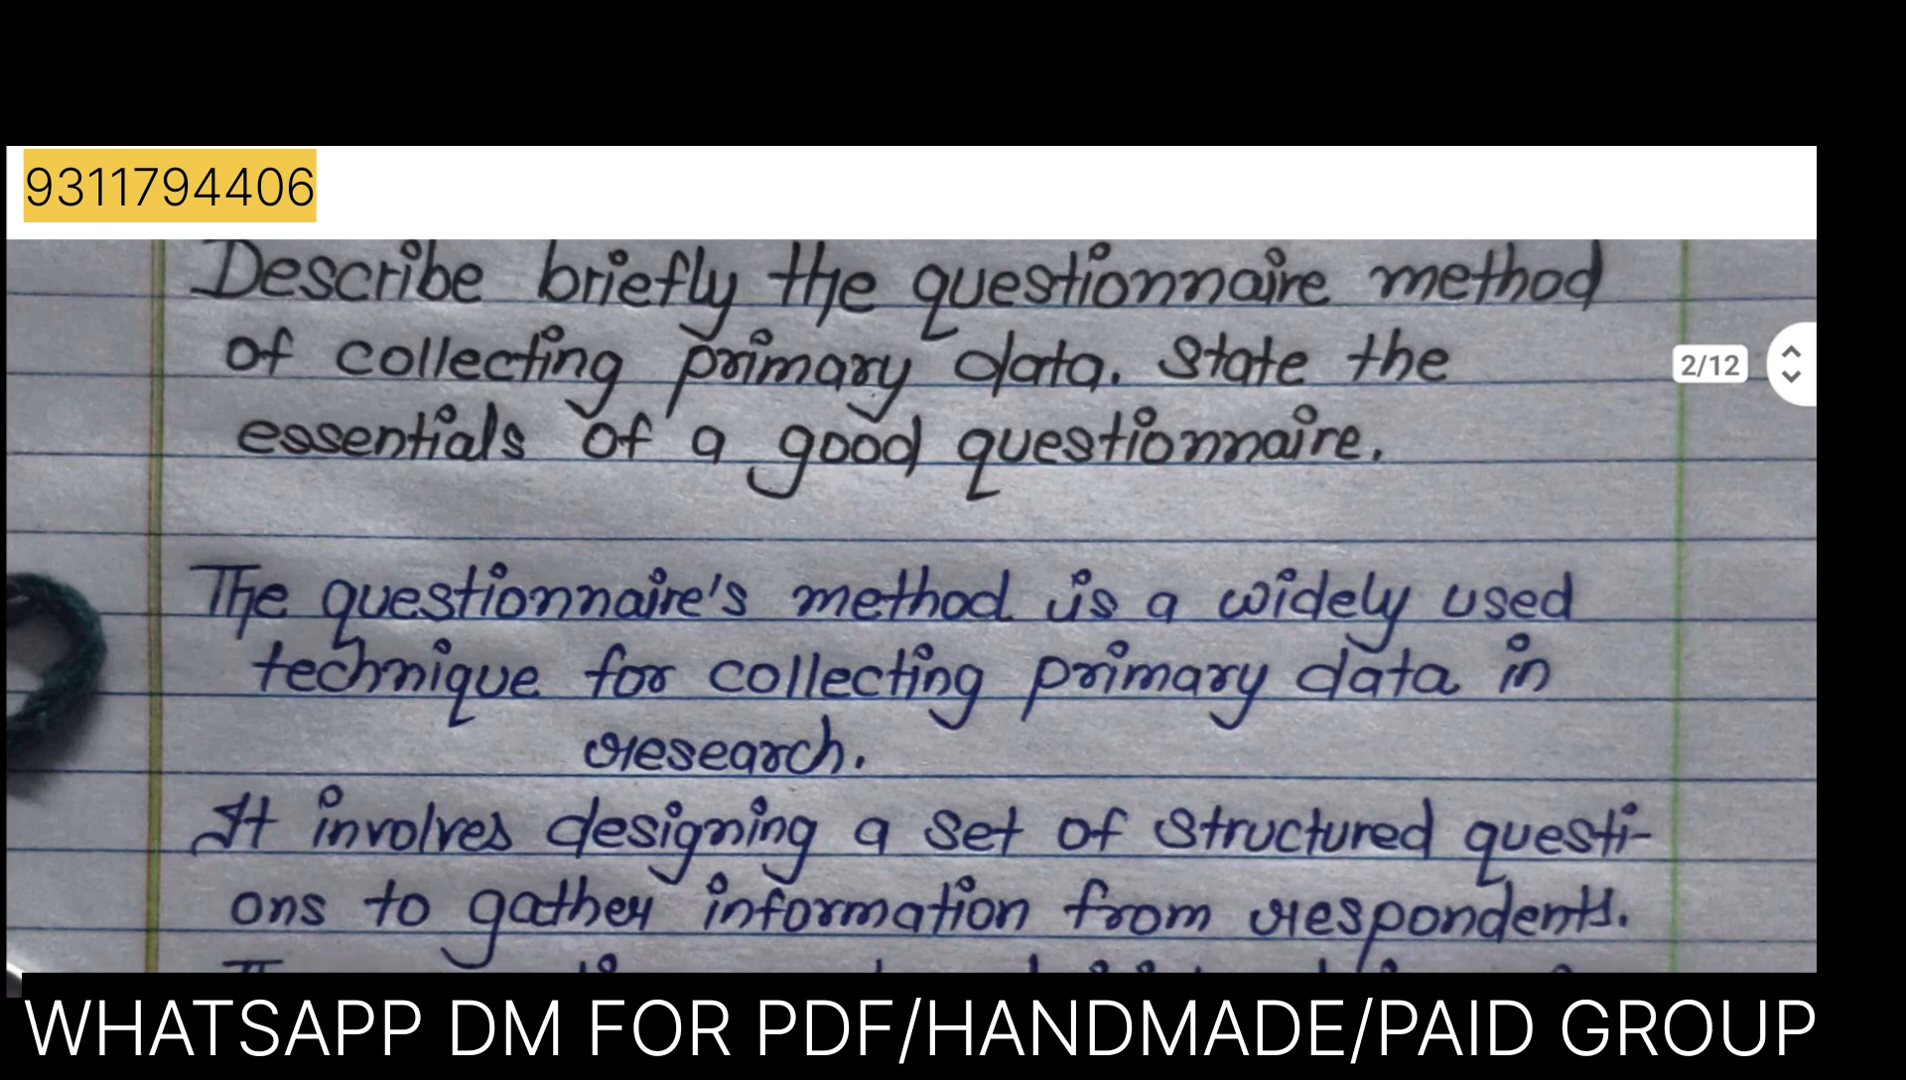 9311794406
Describe briefly the questionnaire method
of collecting primary data. State the
2/12
essentials of a good questionnaire.
The questionnaire's method is a widely used
technique for collecting primary data in
research.
It involves designing a set of structured questi-
ons to gather information from respondents.
WHATSAPP DM FOR PDF/HANDMADE/PAID GROUP